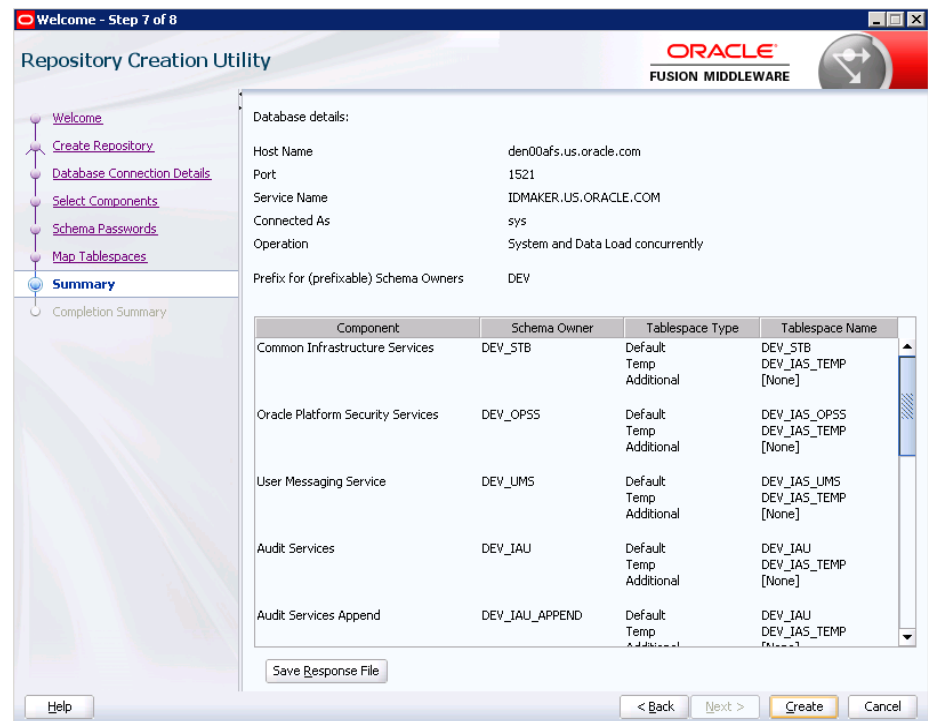 Welcome - Step 7 of 8
Repository Creation Utility
ORACLE
FUSION MIDDLEWARE
Welcome
Create Repository
Database Connection Details
Select Components
Schema Passwords
Map Tablespaces
Summary
Completion Summary
Database details:
Host Name den00afs.us.oracle.com
Port 1521
Service Name IDMAKER.US.ORACLE.COM
Connected As sys
Operation System and Data Load concurrently
Prefix for (prefixable) Schema Owners DEV
Component Schema Owner Tablespace Type Tablespace Name
Common Infrastructure Services DEV_STB Default DEV_STB
Temp DEV_IAS_TEMP
Additional [None]
Oracle Platform Security Services DEV_OPSS Default DEV_IAS_OPSS
Temp DEV_IAS_TEMP
Additional [None]
User Messaging Service DEV_UMS Default DEV_IAS_UMS
Temp DEV_IAS_TEMP
Additional [None]
Audit Services DEV_IAU Default DEV_IAU
Temp DEV_IAS_TEMP
Additional [None]
Audit Services Append DEV_IAU_APPEND Default DEV_IAU
Temp DEV_IAS_TEMP
Additional [None]
Save Response File
Help < Back Next > Create Cancel